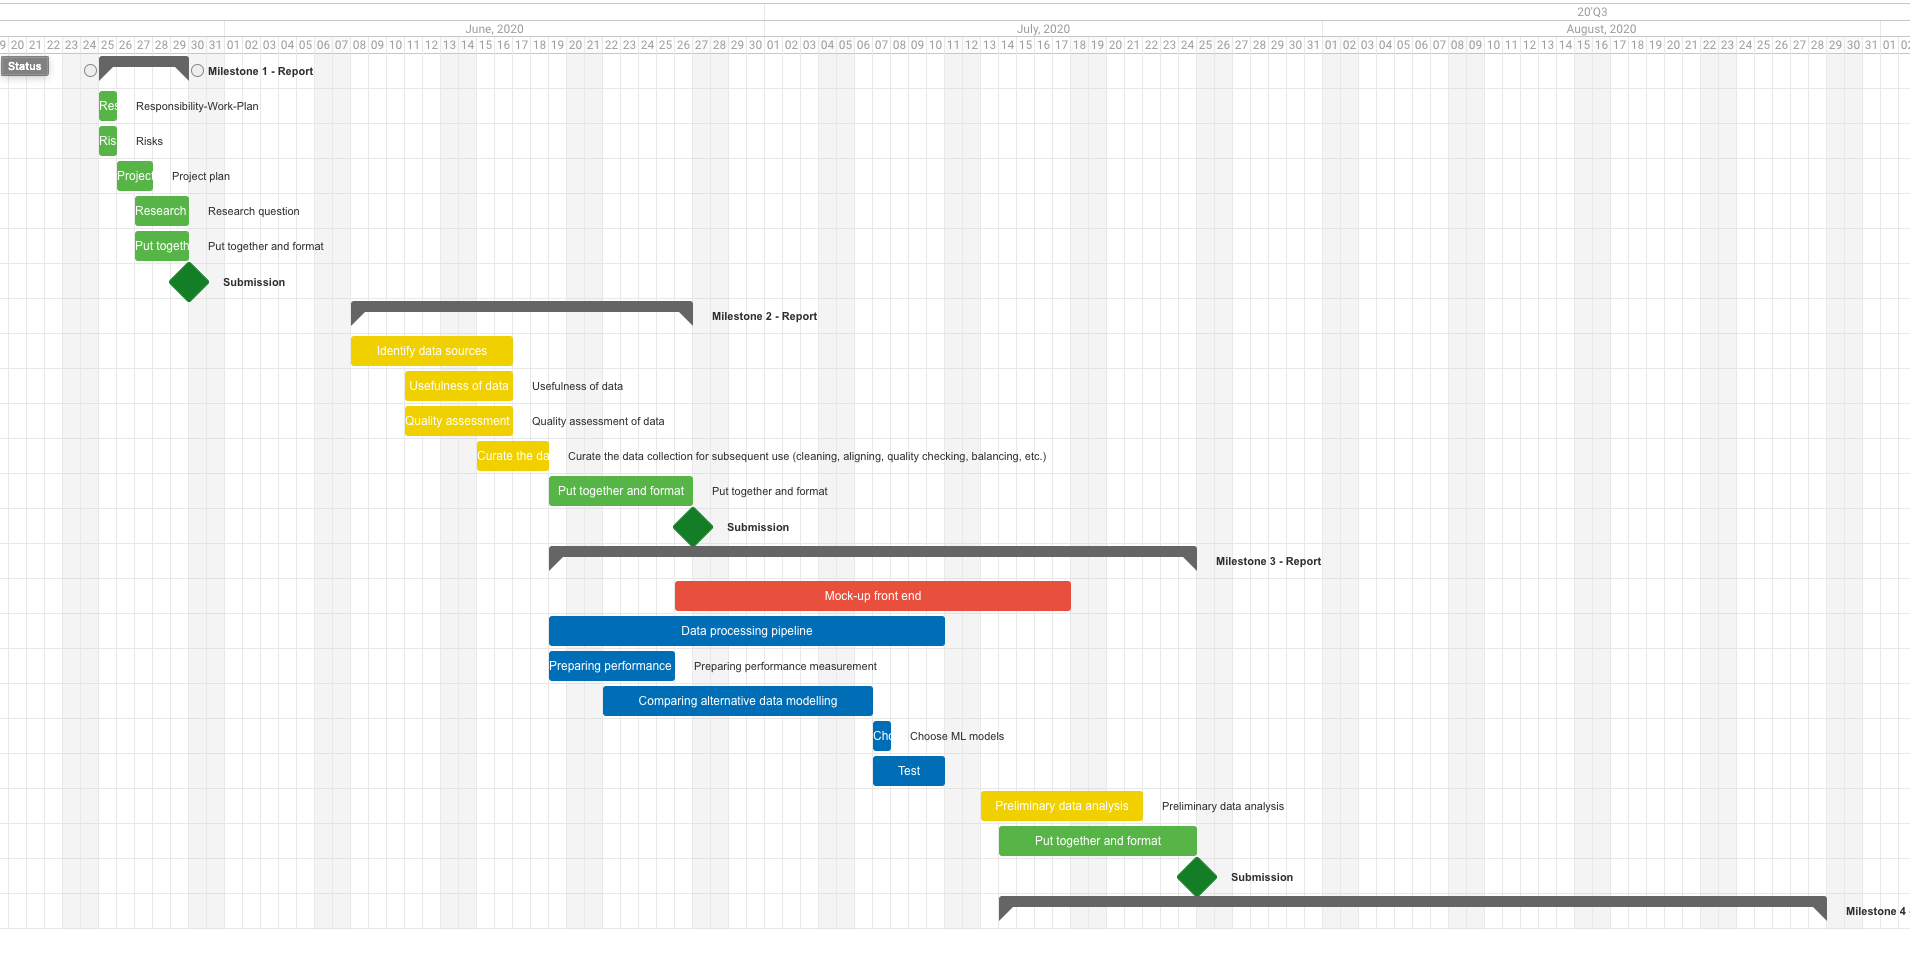 20'Q3
June, 2020 July, 2020 August, 2020
9 20 21 22 23 24 25 26 27 28 29 30 31 01 02 03 04 05 06 07 08 09 10 11 12 13 14 15 16 17 18 19 20 21 22 23 24 25 26 27 28 29 30 01 02 03 04 05 06 07 08 09 10 11 12 13 14 15 16 17 18 19 20 21 22 23 24 25 26 27 28 29 30 31 01 02 03 04 05 06 07 08 09 10 11 12 13 14 15 16 17 18 19 20 21 22 23 24 25 26 27 28 29 30 31 01 02
Status
Milestone 1 - Report
Res Responsibility-Work-Plan
Ris Risks
Project Project plan
Research Research question
Put togeth Put together and format
Submission
Milestone 2 - Report
Identify data sources
Usefulness of data Usefulness of data
Quality assessment Quality assessment of data
Curate the da Curate the data collection for subsequent use (cleaning, aligning, quality checking, balancing, etc.)
Put together and format Put together and format
Submission
Milestone 3 - Report
Mock-up front end
Data processing pipeline
Preparing performance Preparing performance measurement
Comparing alternative data modelling
Cho Choose ML models
Test
Preliminary data analysis Preliminary data analysis
Put together and format
Submission
Milestone 4 -